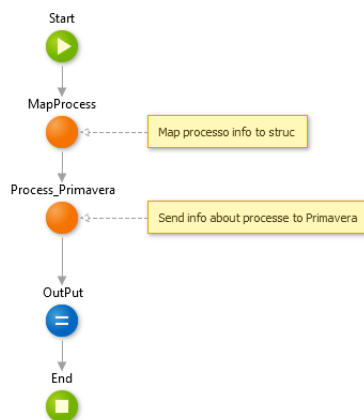 Start
MapProcess
Map processo info to struc
Process_Primavera
Send info about processe to Primavera
OutPut
End